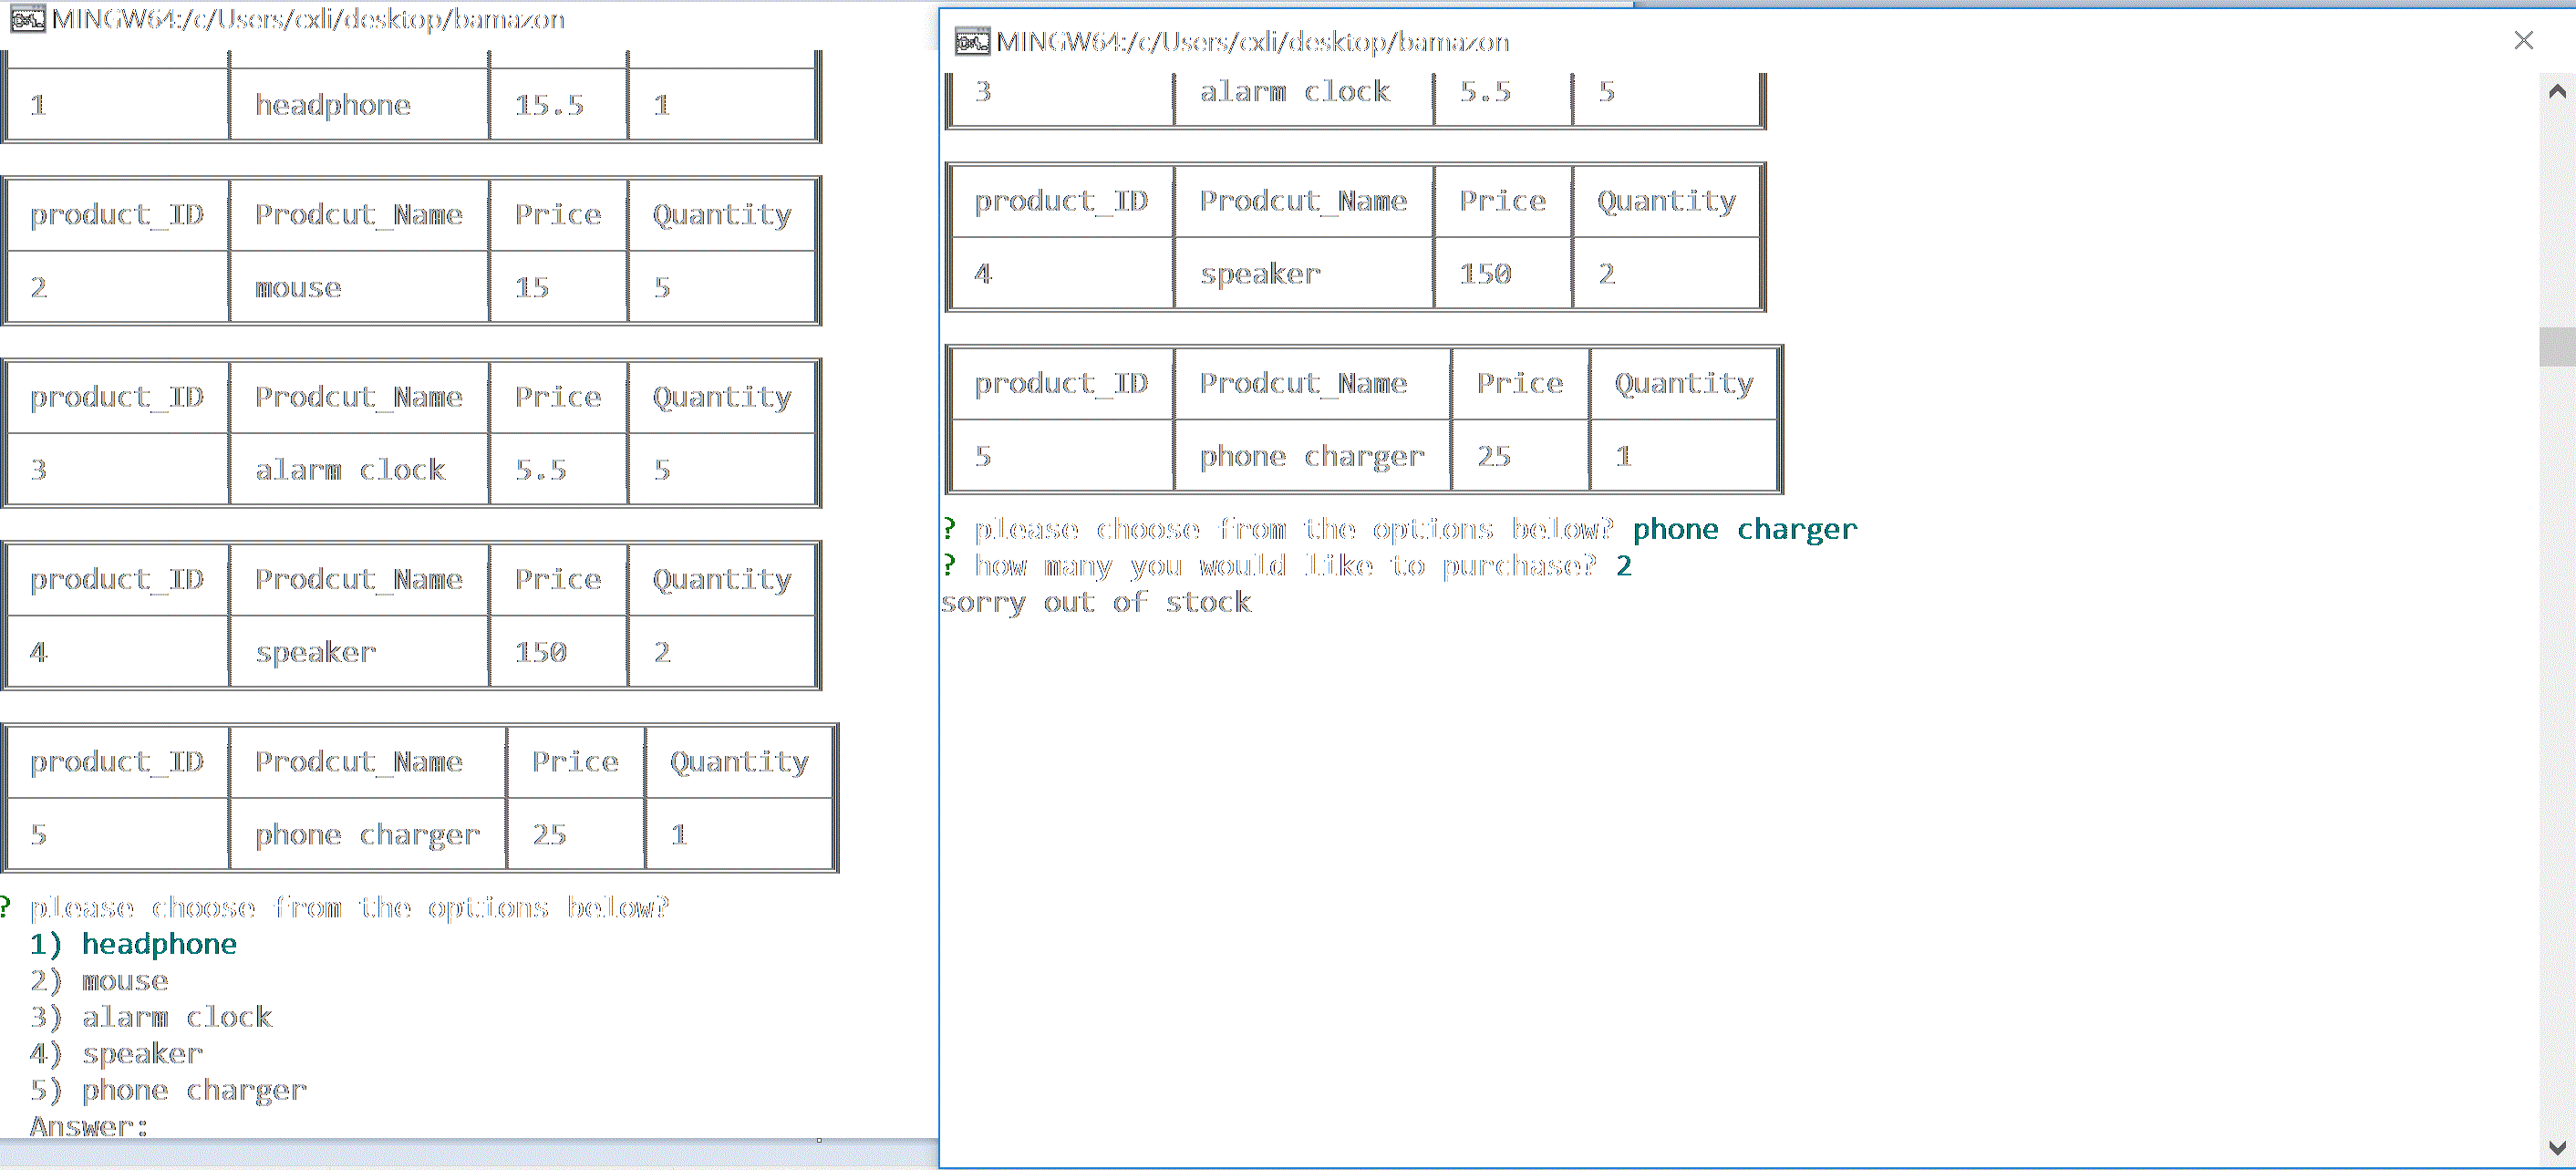 MINGW64:/c/Users/cxli/desktop/bamazon
1 headphone 15.5 1
product_ID Prodcut_Name Price Quantity
2 mouse 15 5
product_ID Prodcut_Name Price Quantity
3 alarm clock 5.5 5
product_ID Prodcut_Name Price Quantity
4 speaker 150 2
product_ID Prodcut_Name Price Quantity
5 phone charger 25 1
? please choose from the options below?
1) headphone
2) mouse
3) alarm clock
4) speaker
5) phone charger
Answer:
MINGW64:/c/Users/cxli/desktop/bamazon
3 alarm clock 5.5 5
product_ID Prodcut_Name Price Quantity
4 speaker 150 2
product_ID Prodcut_Name Price Quantity
5 phone charger 25 1
? please choose from the options below? phone charger
? how many you would like to purchase? 2
sorry out of stock